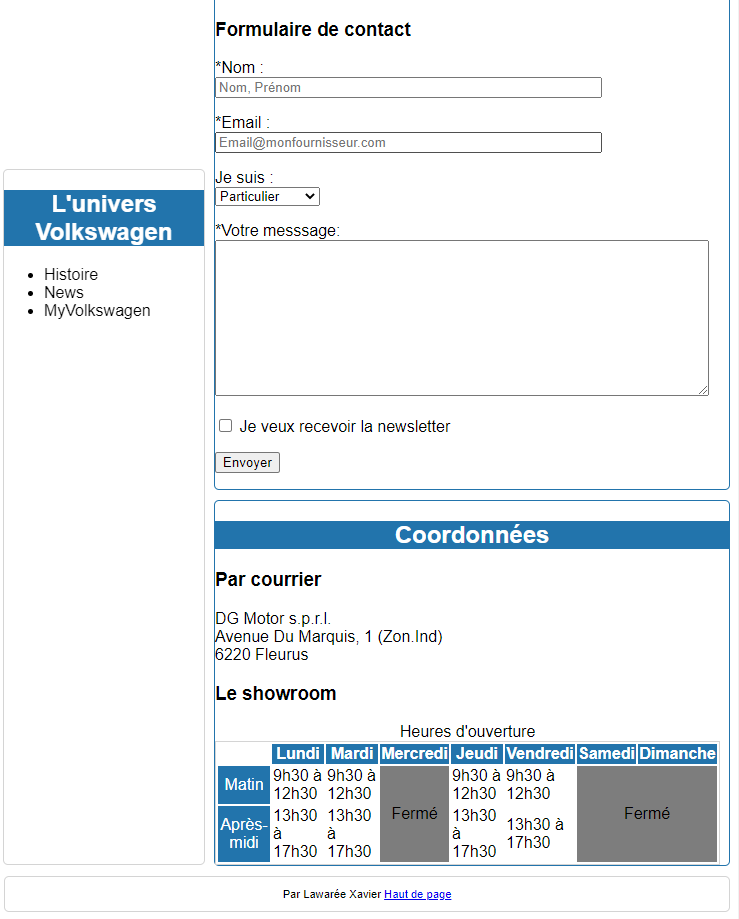 L'univers
Volkswagen
Histoire
News
MyVolkswagen
Formulaire de contact
*Nom :
Nom, Prénom
*Email :
Email@monfournisseur.com
Je suis :
Particulier
*Votre messsage:
Je veux recevoir la newsletter
Envoyer
Coordonnées
Par courrier
DG Motor s.p.r.l.
Avenue Du Marquis, 1 (Zon.Ind)
6220 Fleurus
Le showroom
Heures d'ouverture
Lundi Mardi Mercredi Jeudi Vendredi Samedi Dimanche
Matin 9h30 à 12h30 9h30 à 12h30 Fermé 9h30 à 12h30 9h30 à 12h30 Fermé
Après-midi 13h30 à 17h30 13h30 à 17h30 13h30 à 17h30 13h30 à 17h30
Par Lawarée Xavier Haut de page